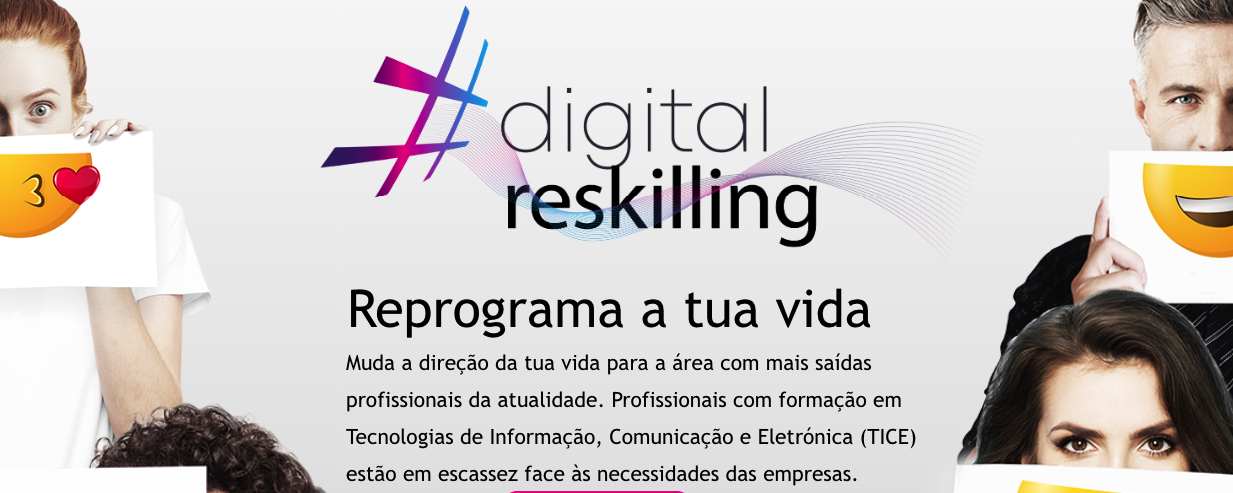 #digital
reskilling
Reprograma a tua vida
Muda a direção da tua vida para a área com mais saídas
profissionais da atualidade. Profissionais com formação em
Tecnologias de Informação, Comunicação e Eletrónica (TICE)
estão em escassez face às necessidades das empresas.